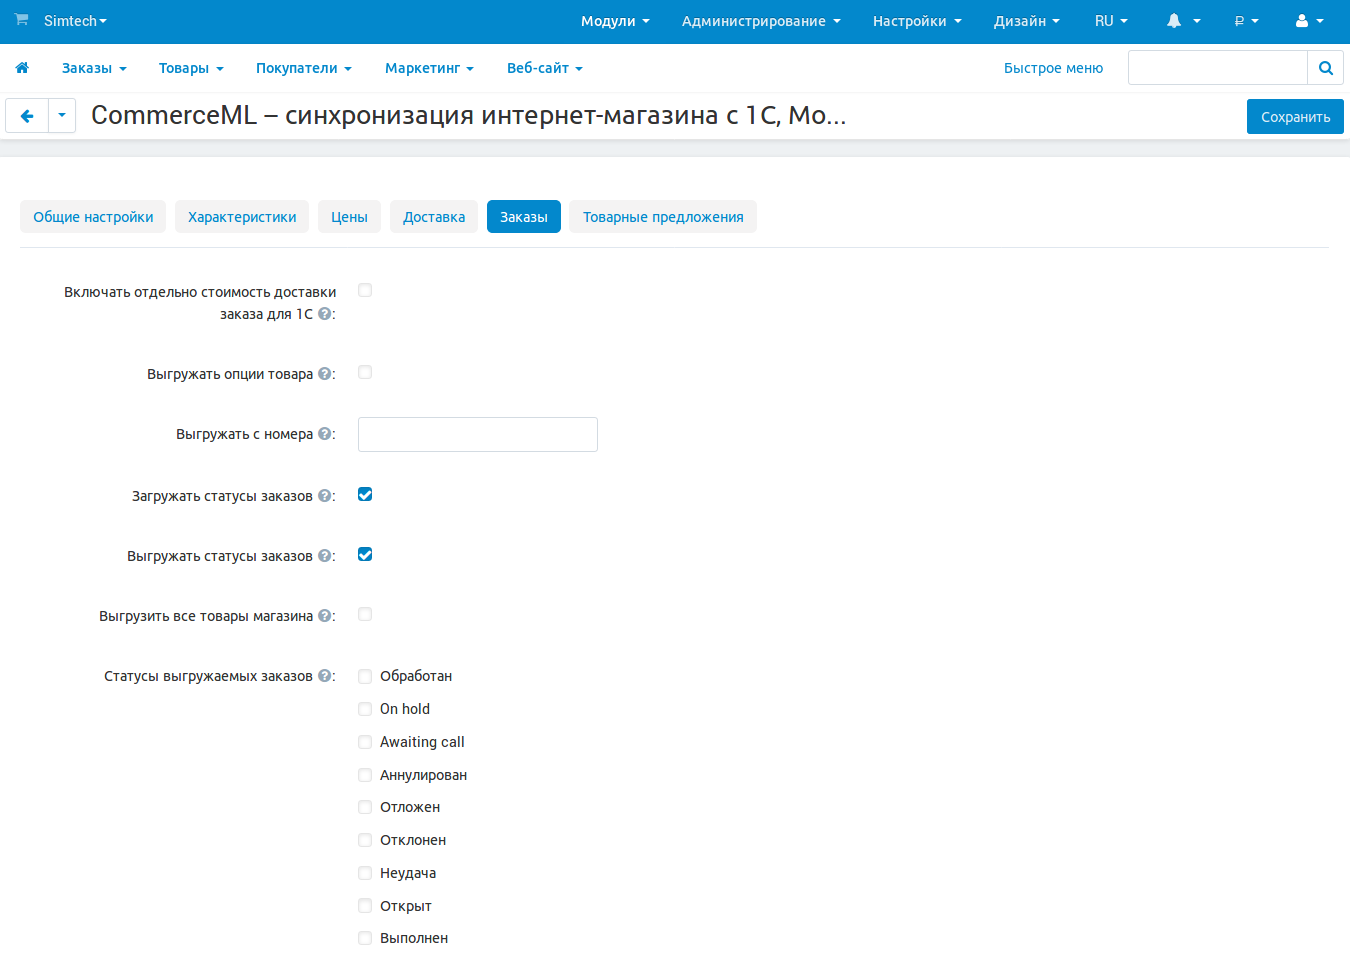 Simtech Модули Администрирование Настройки Дизайн RU ₽
Заказы Товары Покупатели Маркетинг Веб-сайт Быстрое меню
CommerceML – синхронизация интернет-магазина с 1С, Мо... Сохранить
Общие настройки Характеристики Цены Доставка Заказы Товарные предложения
Включать отдельно стоимость доставки
заказа для 1С ?:
Выгружать опции товара ?:
Выгружать с номера ?:
Загружать статусы заказов ?:
Выгружать статусы заказов ?:
Выгрузить все товары магазина ?:
Статусы выгружаемых заказов ?: Обработан
On hold
Awaiting call
Аннулирован
Отложен
Отклонен
Неудача
Открыт
Выполнен